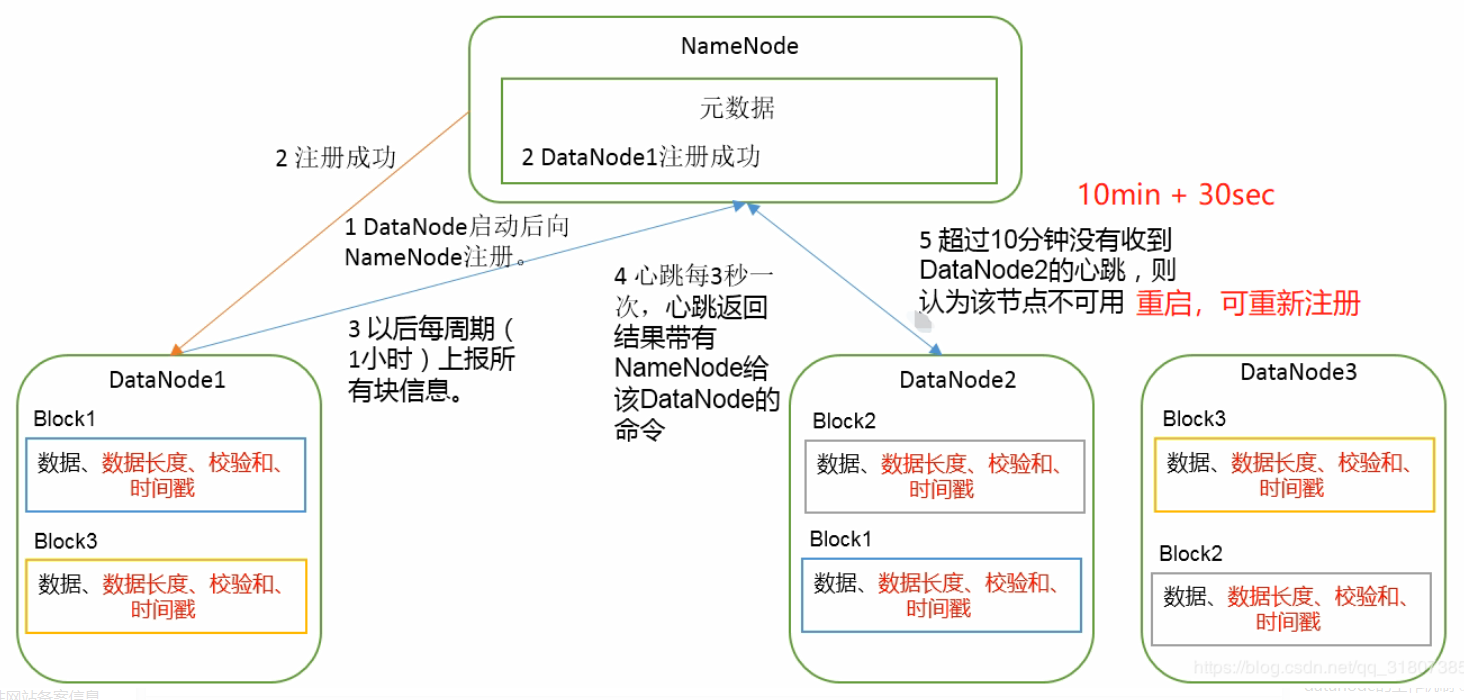 NameNode
元数据
2 DataNode1注册成功
2 注册成功
10min + 30sec
1 DataNode启动后向
NameNode注册。
5 超过10分钟没有收到
DataNode2的心跳，则
认为该节点不可用 重启，可重新注册
4 心跳每3秒一
次，心跳返回
结果带有
NameNode给
该DataNode的
命令
3 以后每周期（
1小时）上报所
有块信息。
DataNode1
Block1
数据、数据长度、校验和、
时间戳
Block3
数据、数据长度、校验和、
时间戳
DataNode2
Block2
数据、数据长度、校验和、
时间戳
Block1
数据、数据长度、校验和、
时间戳
DataNode3
Block3
数据、数据长度、校验和、
时间戳
Block2
数据、数据长度、校验和、
时间戳
https://blog.csdn.net/qq_31807385
网站备案信息